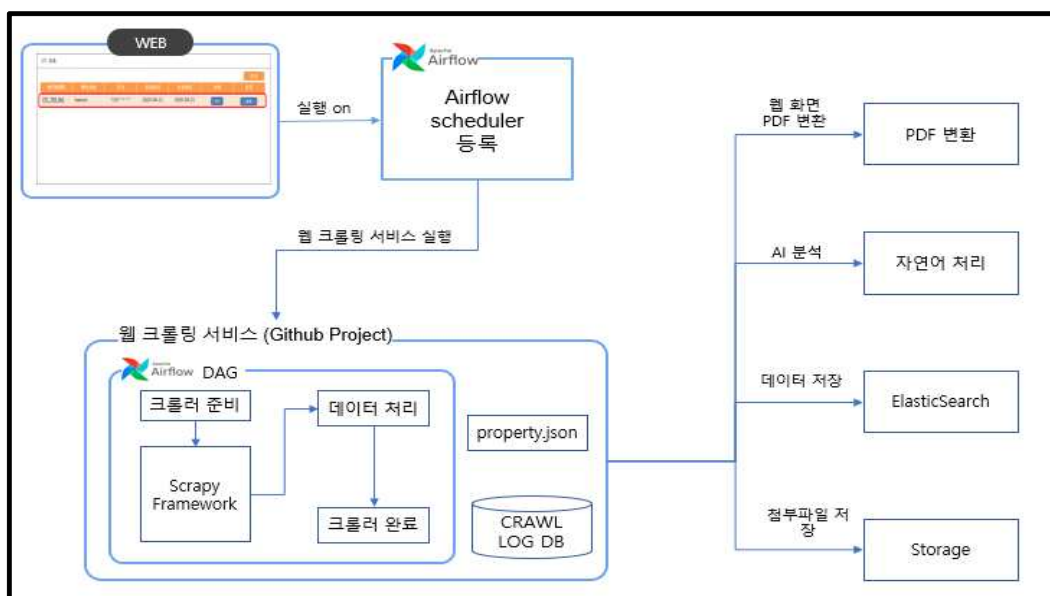 WEB
실행 on
APACHE
Airflow
Airflow
scheduler
등록
웹 크롤링 서비스 실행
웹 크롤링 서비스 (Github Project)
Airflow DAG
크롤러 준비
Scrapy
Framework
데이터 처리
크롤러 완료
property.json
CRAWL
LOG DB
웹 화면
PDF 변환
PDF 변환
AI 분석
자연어 처리
데이터 저장
ElasticSearch
첨부파일 저
장
Storage